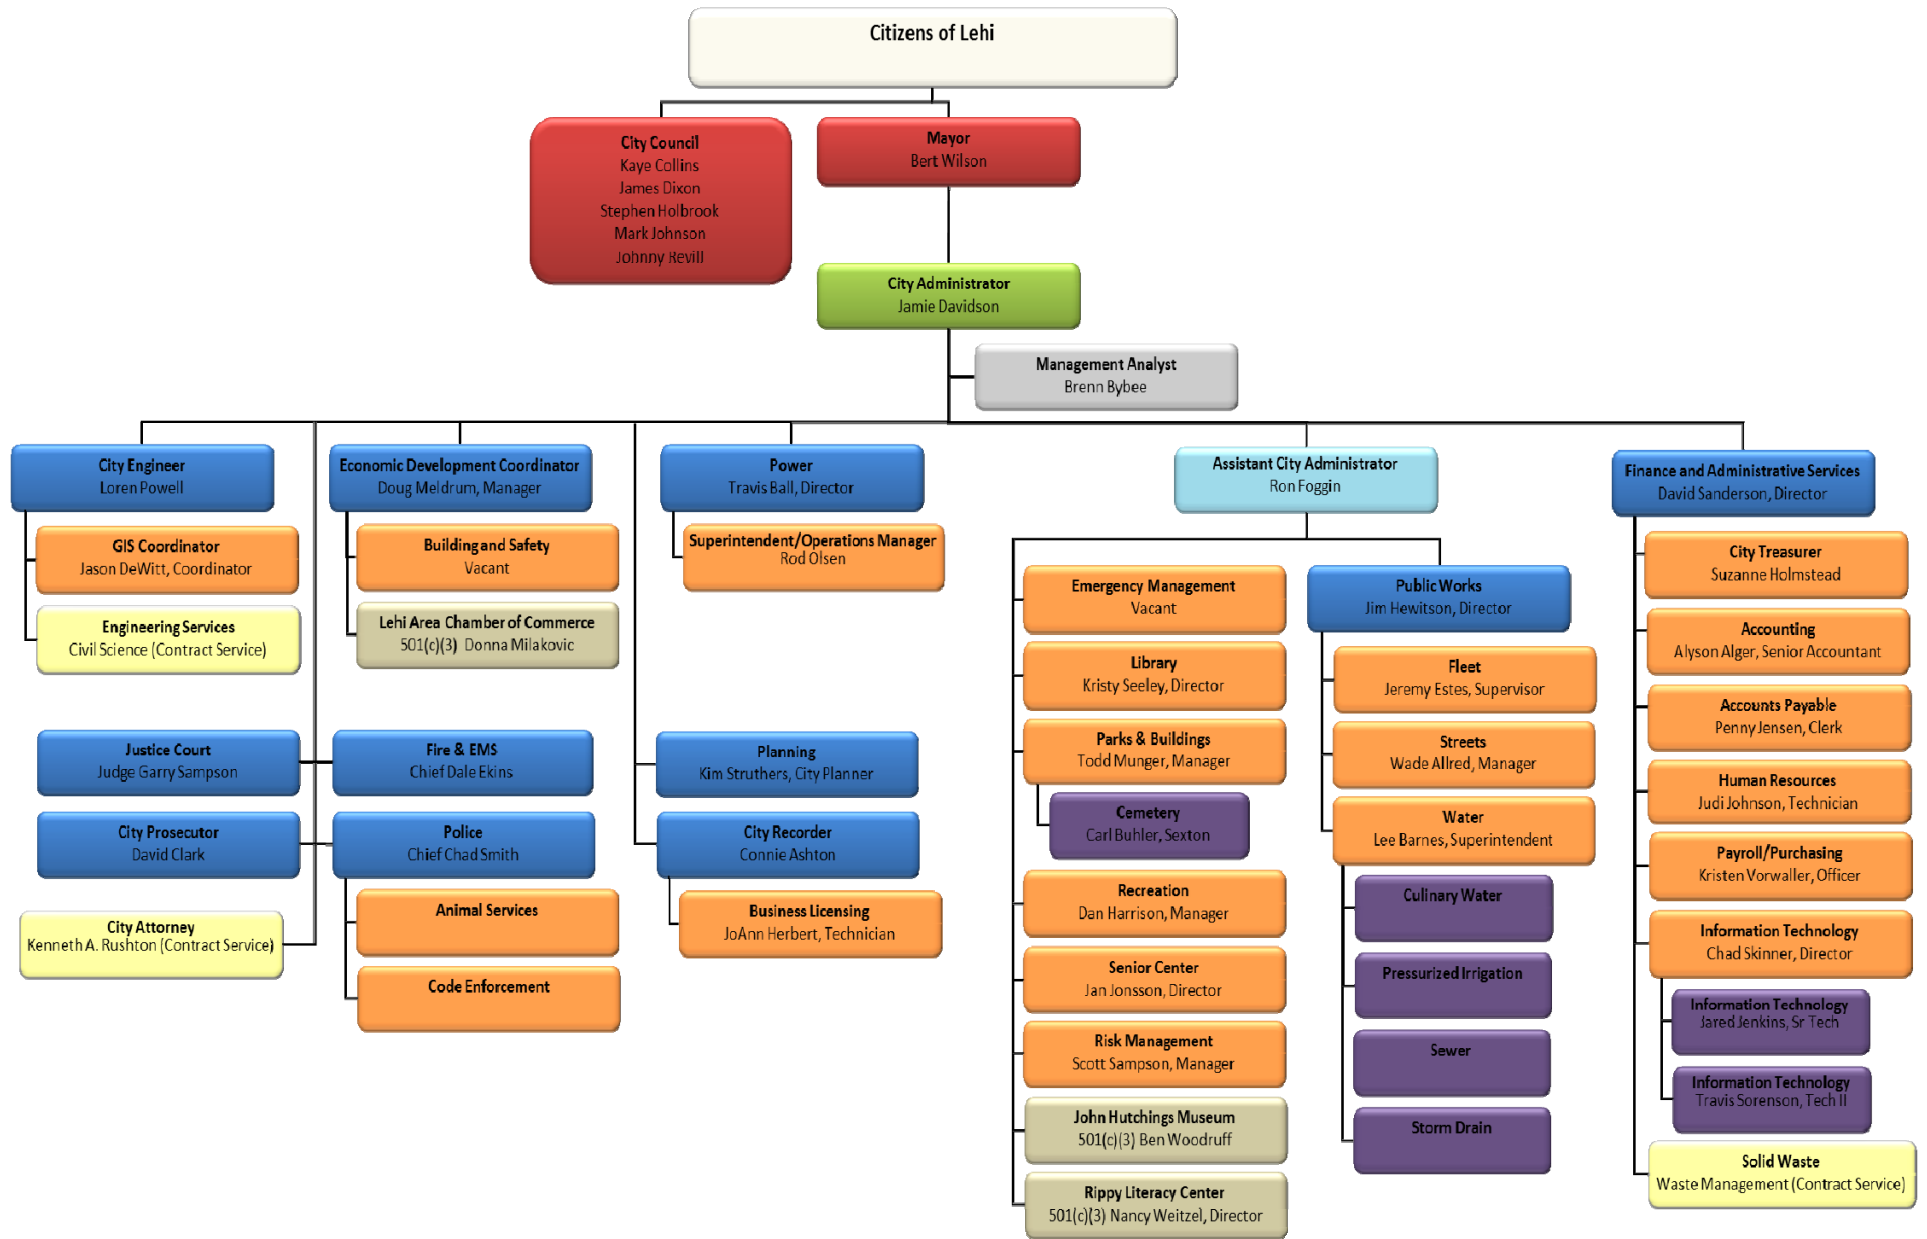 Citizens of Lehi
City Council
Kaye Collins
James Dixon
Stephen Holbrook
Mark Johnson
Johnny Revill
Mayor
Bert Wilson
City Administrator
Jamie Davidson
Management Analyst
Brenn Bybee
City Engineer
Loren Powell
GIS Coordinator
Jason DeWitt, Coordinator
Engineering Services
Civil Science (Contract Service)
Economic Development Coordinator
Doug Meldrum, Manager
Building and Safety
Vacant
Lehi Area Chamber of Commerce
501(c)(3) Donna Milakovic
Power
Travis Ball, Director
Superintendent/Operations Manager
Rod Olsen
Justice Court
Judge Garry Sampson
Fire & EMS
Chief Dale Ekins
Planning
Kim Struthers, City Planner
City Prosecutor
David Clark
Police
Chief Chad Smith
City Recorder
Connie Ashton
City Attorney
Kenneth A. Rushton (Contract Service)
Animal Services
Code Enforcement
Business Licensing
JoAnn Herbert, Technician
Assistant City Administrator
Ron Foggin
Emergency Management
Vacant
Library
Kristy Seeley, Director
Parks & Buildings
Todd Munger, Manager
Cemetery
Carl Buhler, Sexton
Recreation
Dan Harrison, Manager
Senior Center
Jan Jonsson, Director
Risk Management
Scott Sampson, Manager
John Hutchings Museum
501(c)(3) Ben Woodruff
Rippy Literacy Center
501(c)(3) Nancy Weitzel, Director
Public Works
Jim Hewitson, Director
Fleet
Jeremy Estes, Supervisor
Streets
Wade Allred, Manager
Water
Lee Barnes, Superintendent
Culinary Water
Pressurized Irrigation
Sewer
Storm Drain
Finance and Administrative Services
David Sanderson, Director
City Treasurer
Suzanne Holmstead
Accounting
Alyson Alger, Senior Accountant
Accounts Payable
Penny Jensen, Clerk
Human Resources
Judi Johnson, Technician
Payroll/Purchasing
Kristen Vorwaller, Officer
Information Technology
Chad Skinner, Director
Information Technology
Jared Jenkins, Sr Tech
Information Technology
Travis Sorenson, Tech II
Solid Waste
Waste Management (Contract Service)